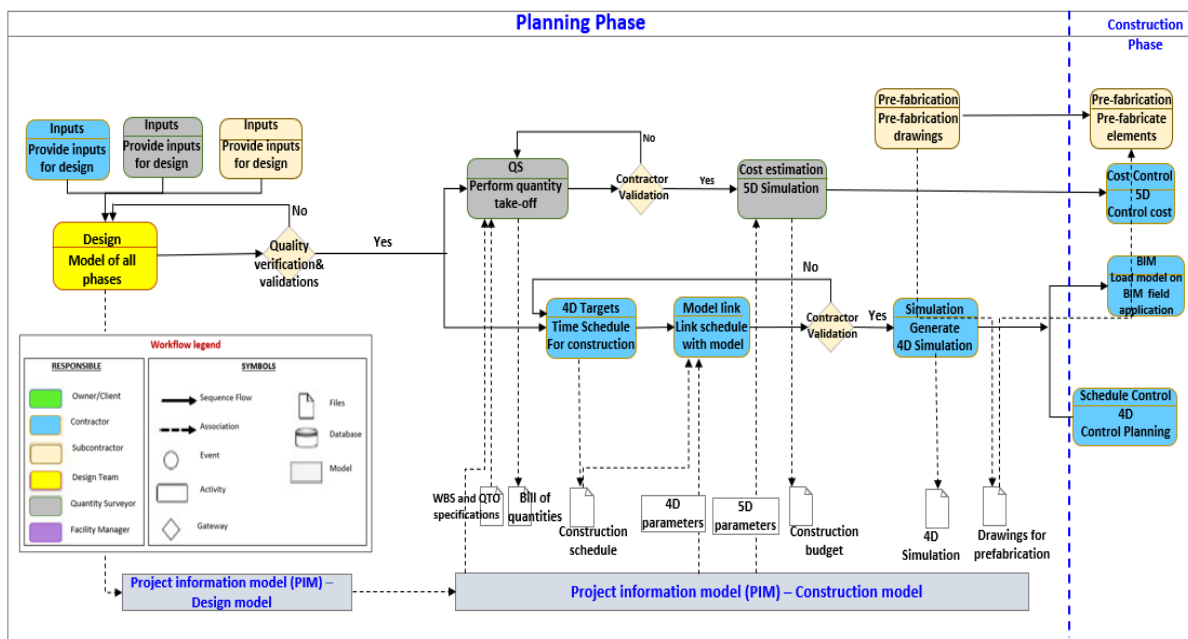 Planning Phase
Construction
Phase
Inputs
Provide inputs
for design
Inputs
Provide inputs
for design
Inputs
Provide inputs
for design
Pre-fabrication
Pre-fabrication
drawings
Pre-fabrication
Pre-fabricate
elements
No
QS
Perform quantity
take-off
Contractor
Validation
Yes
Cost estimation
5D Simulation
Cost Control
5D
Control cost
No
Design
Model of all
phases
Quality
verification&
validations
Yes
BIM
Load model on
BIM field
application
No
4D Targets
Time Schedule
For construction
Model link
Link schedule
with model
Contractor
Validation
Yes
Simulation
Generate
4D Simulation
Schedule Control
4D
Control Planning
Workflow legend
RESPONSIBLE
Owner/Client
Contractor
Subcontractor
Design Team
Quantity Surveyor
Facility Manager
SYMBOLS
Sequence Flow
Association
Event
Activity
Gateway
Files
Database
Model
WBS and QTO
specifications
Bill of
quantities
Construction
schedule
4D
parameters
5D
parameters
Construction
budget
4D
Simulation
Drawings for
prefabrication
Project information model (PIM) –
Design model
Project information model (PIM) – Construction model